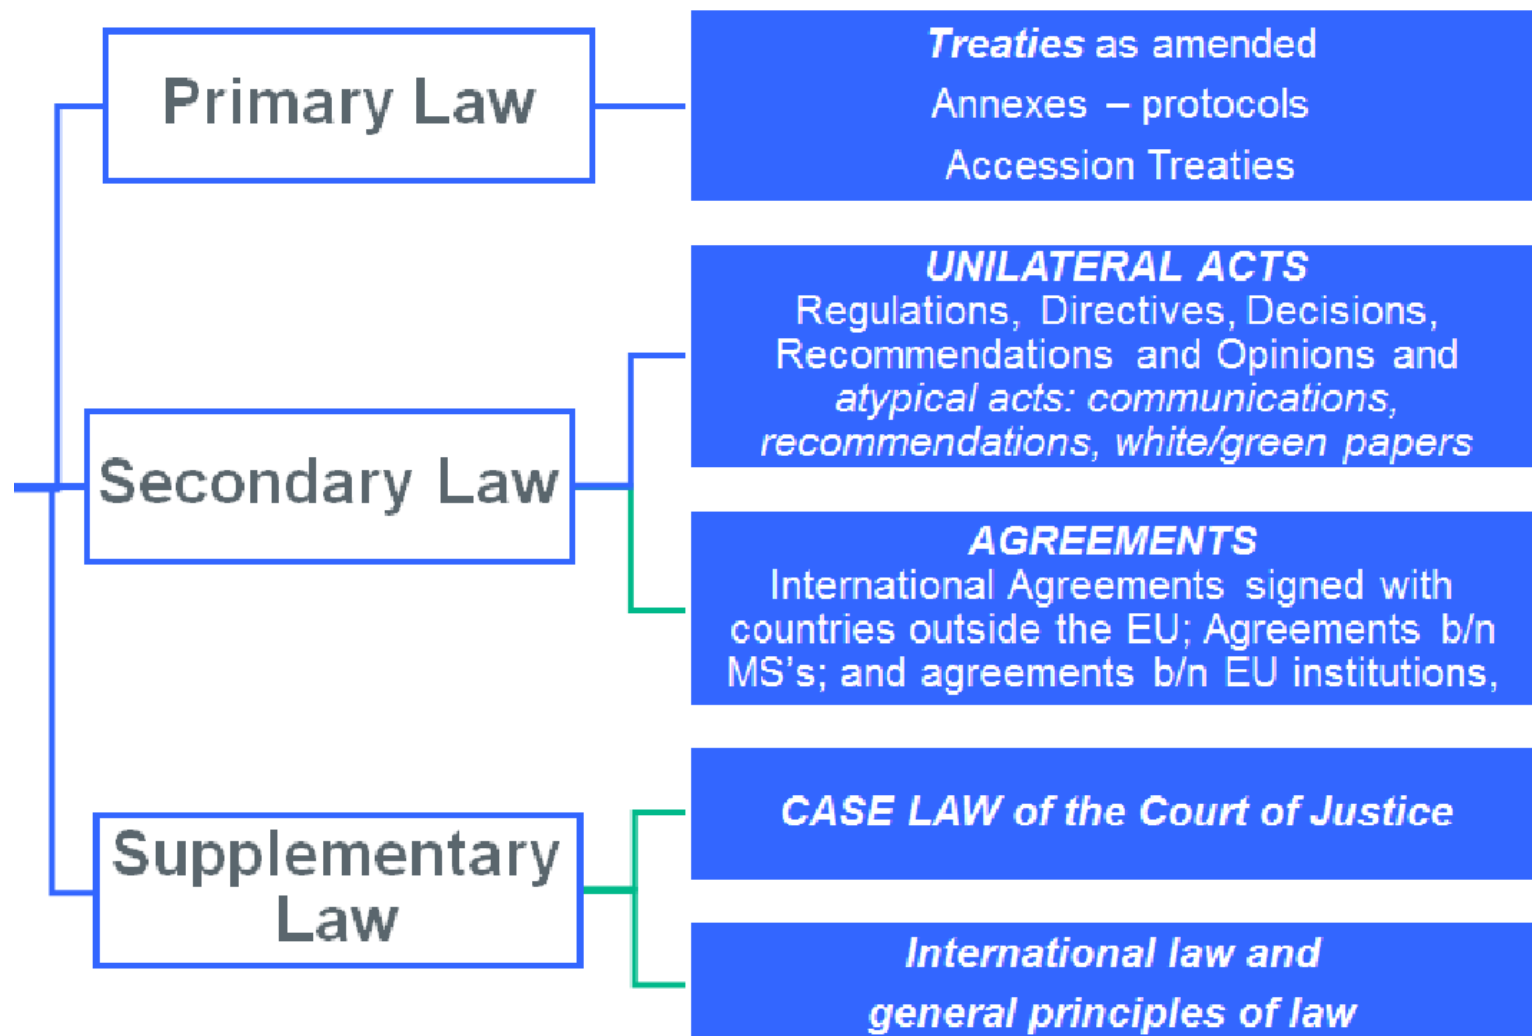 Primary Law
Treaties as amended
Annexes – protocols
Accession Treaties
Secondary Law
UNILATERAL ACTS
Regulations, Directives, Decisions,
Recommendations and Opinions and
atypical acts: communications,
recommendations, white/green papers
AGREEMENTS
International Agreements signed with
countries outside the EU; Agreements b/n
MS's; and agreements b/n EU institutions,
Supplementary
Law
CASE LAW of the Court of Justice
International law and
general principles of law